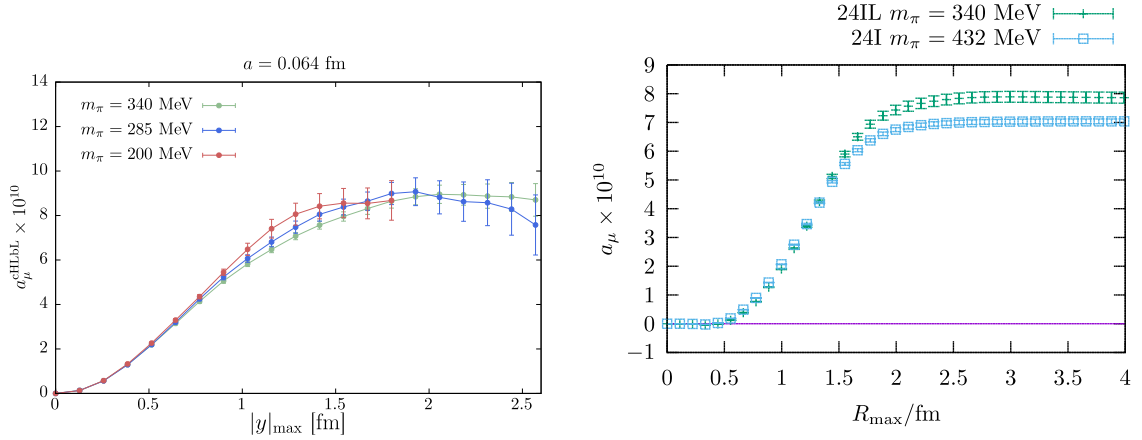 a = 0.064 fm
14
12
10
8
6
4
2
0
a_μ^cHLbL × 10^10
m_π = 340 MeV
m_π = 285 MeV
m_π = 200 MeV
0 0.5 1 1.5 2 2.5
|y|_max [fm]
24IL m_π = 340 MeV
24I m_π = 432 MeV
9
8
7
6
5
4
3
2
1
0
−1
a_μ × 10^10
0 0.5 1 1.5 2 2.5 3 3.5 4
R_max/fm